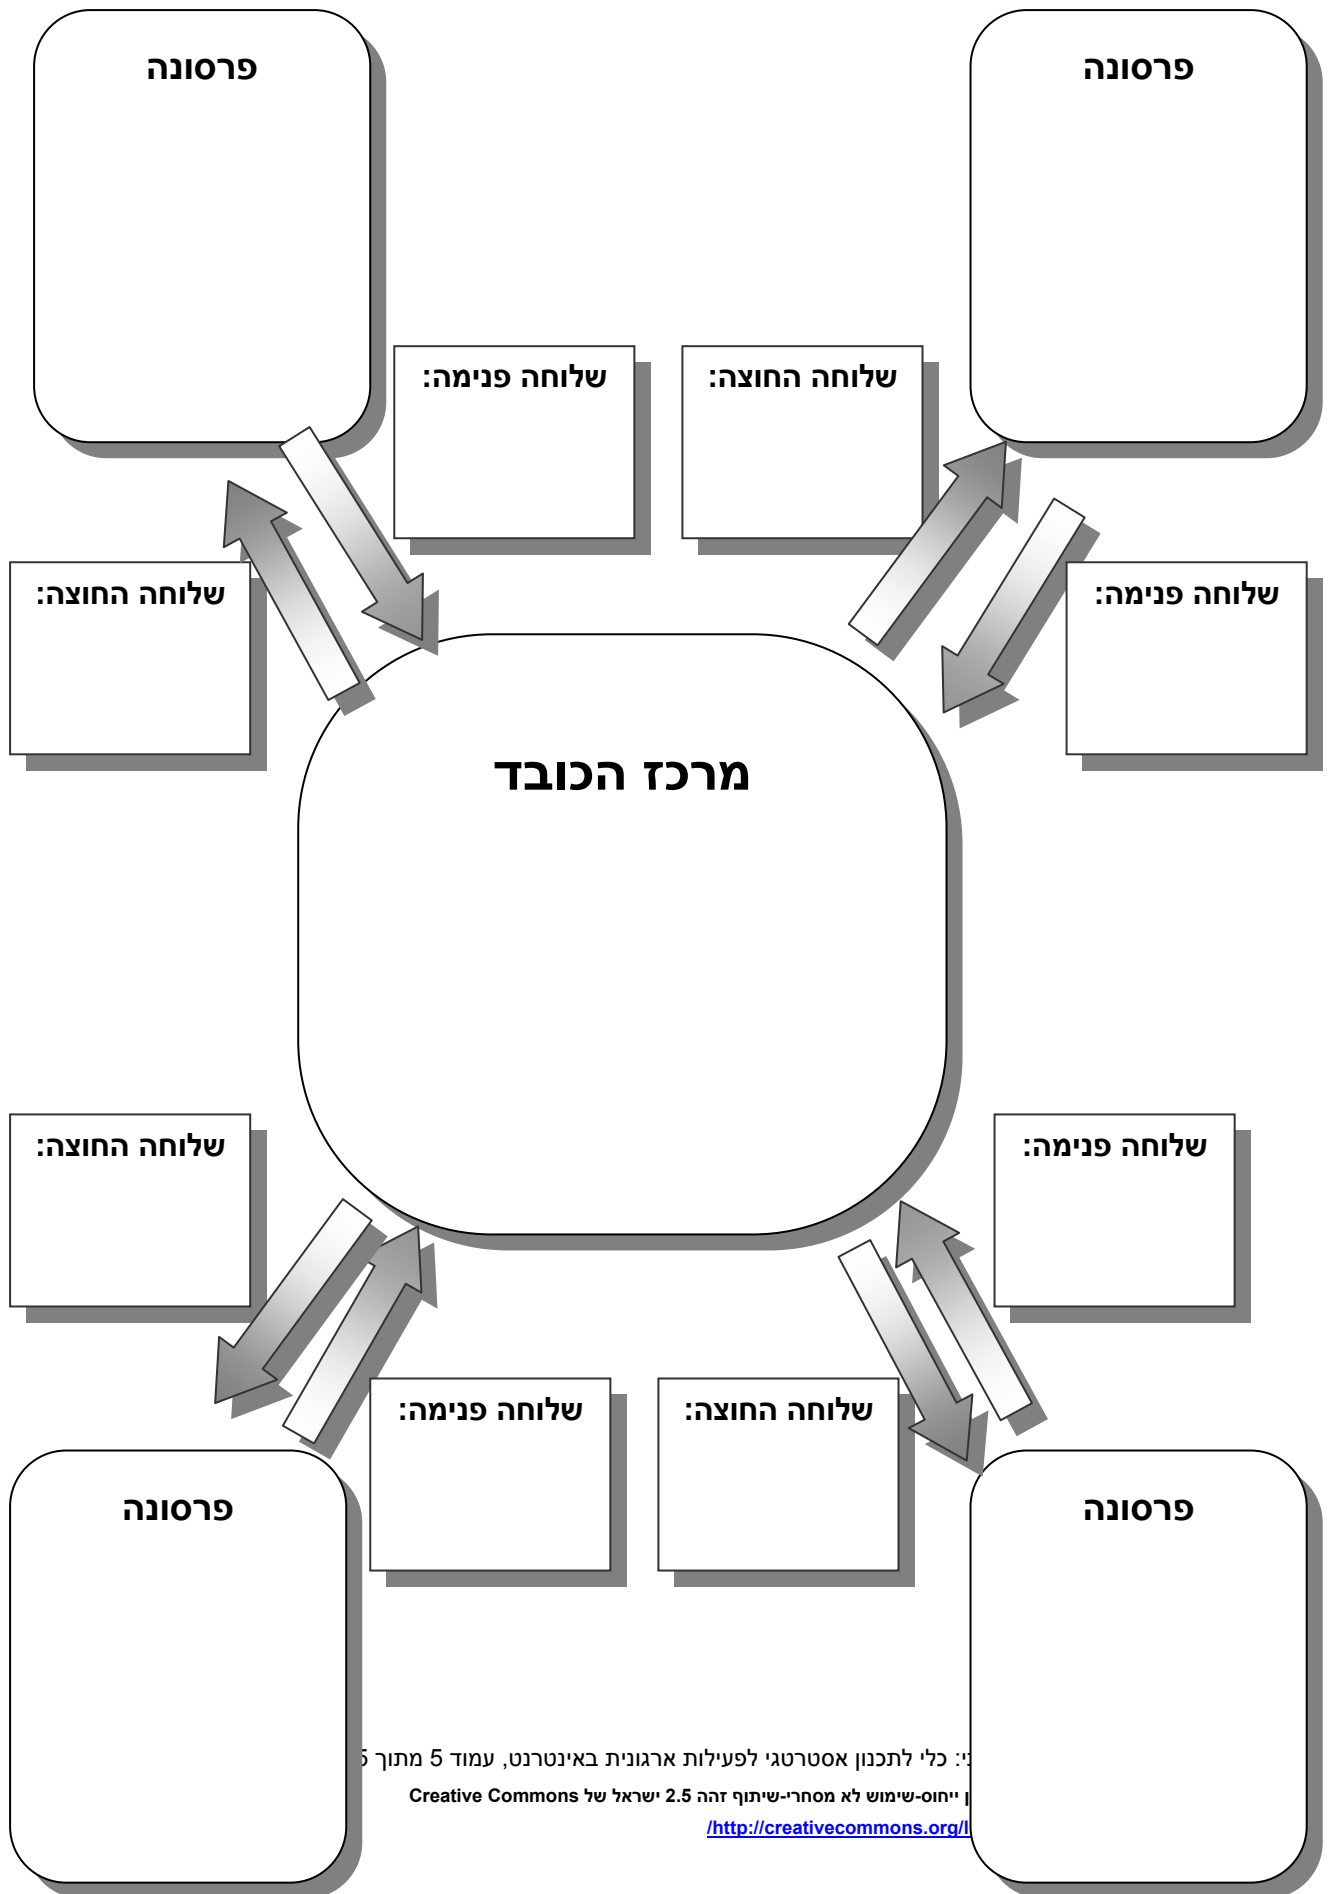 פרסונה
פרסונה
שלוחה החוצה:
שלוחה פנימה:
שלוחה פנימה:
שלוחה החוצה:
מרכז הכובד
שלוחה פנימה:
שלוחה החוצה:
שלוחה החוצה:
שלוחה פנימה:
פרסונה
פרסונה
כלי לתכנון אסטרטגי לפעילות ארגונית באינטרנט, עמוד 5 מתוך
ייחוס-שימוש לא מסחרי-שיתוף זהה 2.5 ישראל של Creative Commons
/http://creativecommons.org/l